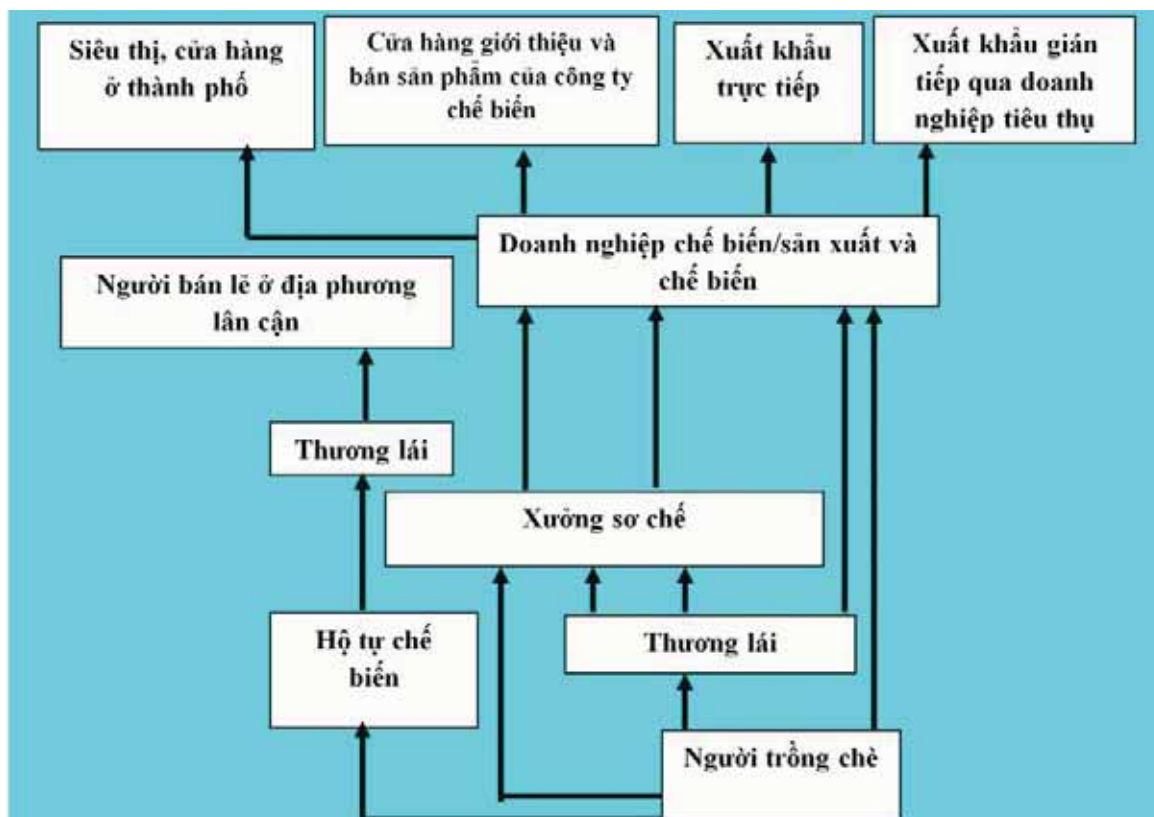 Siêu thị, cửa hàng
ở thành phố
Cửa hàng giới thiệu và
bán sản phẩm của công ty
chế biến
Xuất khẩu
trực tiếp
Xuất khẩu gián
tiếp qua doanh
nghiệp tiêu thụ
Doanh nghiệp chế biến/sản xuất và
chế biến
Người bán lẽ ở địa phương
lân cận
Thương lái
Xưởng sơ chế
Hộ tự chế
biến
Thương lái
Người trồng chè